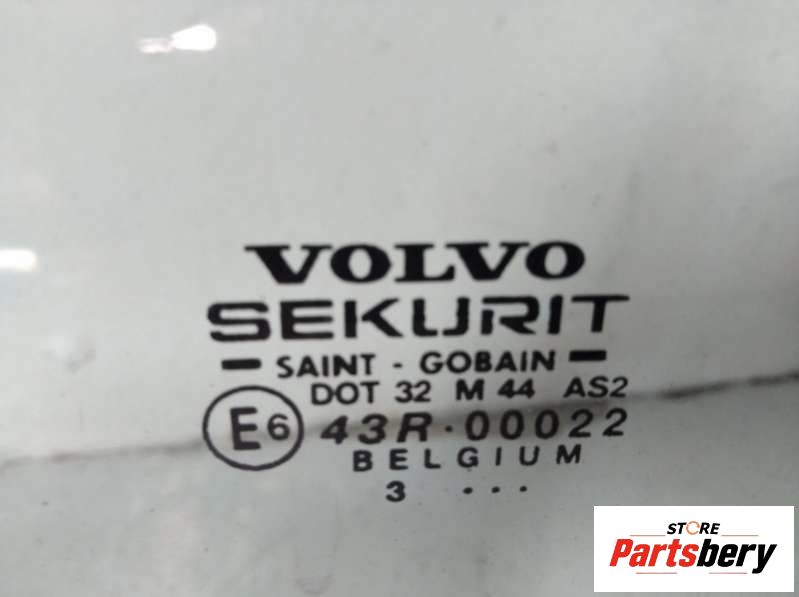 VOLVO
SEKURIT
SAINT - GOBAIN
DOT 32 M 44 AS2
E6 43R-00022
BELGIUM
3 ...
STORE
Partsbery